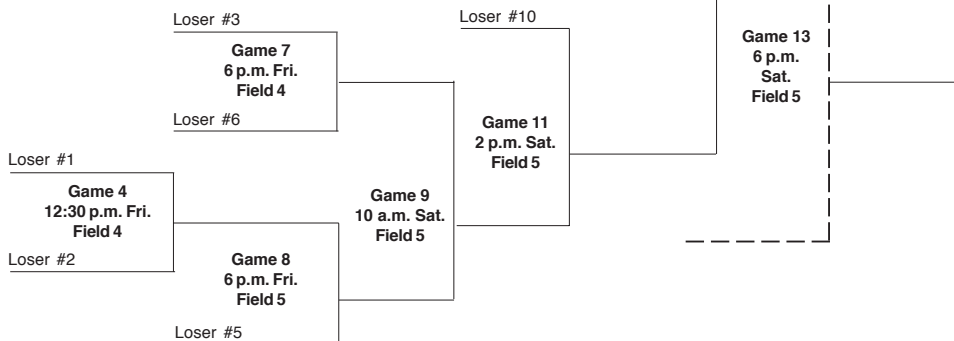 Loser #3
Game 7
6 p.m. Fri.
Field 4
Loser #6
Loser #1
Game 4
12:30 p.m. Fri.
Field 4
Loser #2
Game 8
6 p.m. Fri.
Field 5
Loser #5
Game 9
10 a.m. Sat.
Field 5
Loser #10
Game 11
2 p.m. Sat.
Field 5
Game 13
6 p.m.
Sat.
Field 5